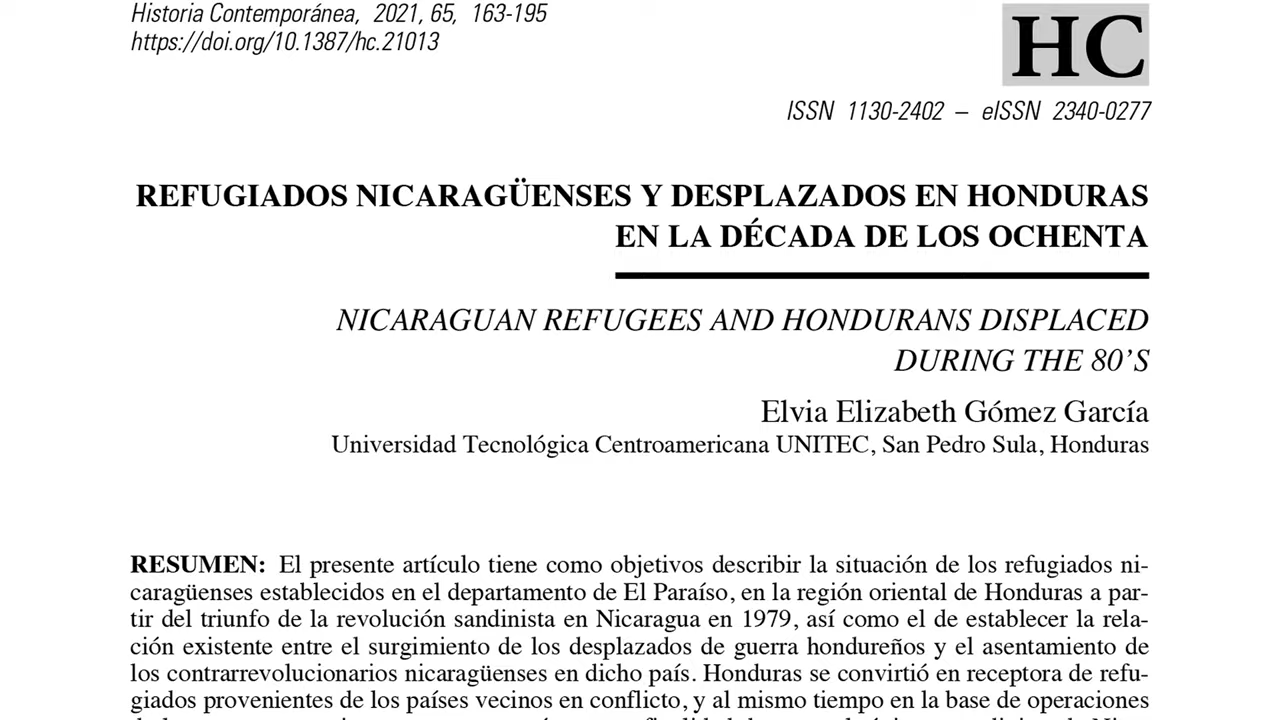 Historia Contemporánea, 2021, 65, 163-195
https://doi.org/10.1387/hc.21013
HC
ISSN 1130-2402 – eISSN 2340-0277
REFUGIADOS NICARAGÜENSES Y DESPLAZADOS EN HONDURAS
EN LA DÉCADA DE LOS OCHENTA
NICARAGUAN REFUGEES AND HONDURANS DISPLACED
DURING THE 80’S
Elvia Elizabeth Gómez García
Universidad Tecnológica Centroamericana UNITEC, San Pedro Sula, Honduras
RESUMEN: El presente artículo tiene como objetivos describir la situación de los refugiados ni-
caragüenses establecidos en el departamento de El Paraíso, en la región oriental de Honduras a par-
tir del triunfo de la revolución sandinista en Nicaragua en 1979, así como el de establecer la rela-
ción existente entre el surgimiento de los desplazados de guerra hondureños y el asentamiento de
los contrarrevolucionarios nicaragüenses en dicho país. Honduras se convirtió en receptora de refu-
giados provenientes de los países vecinos en conflicto, y al mismo tiempo en la base de operaciones